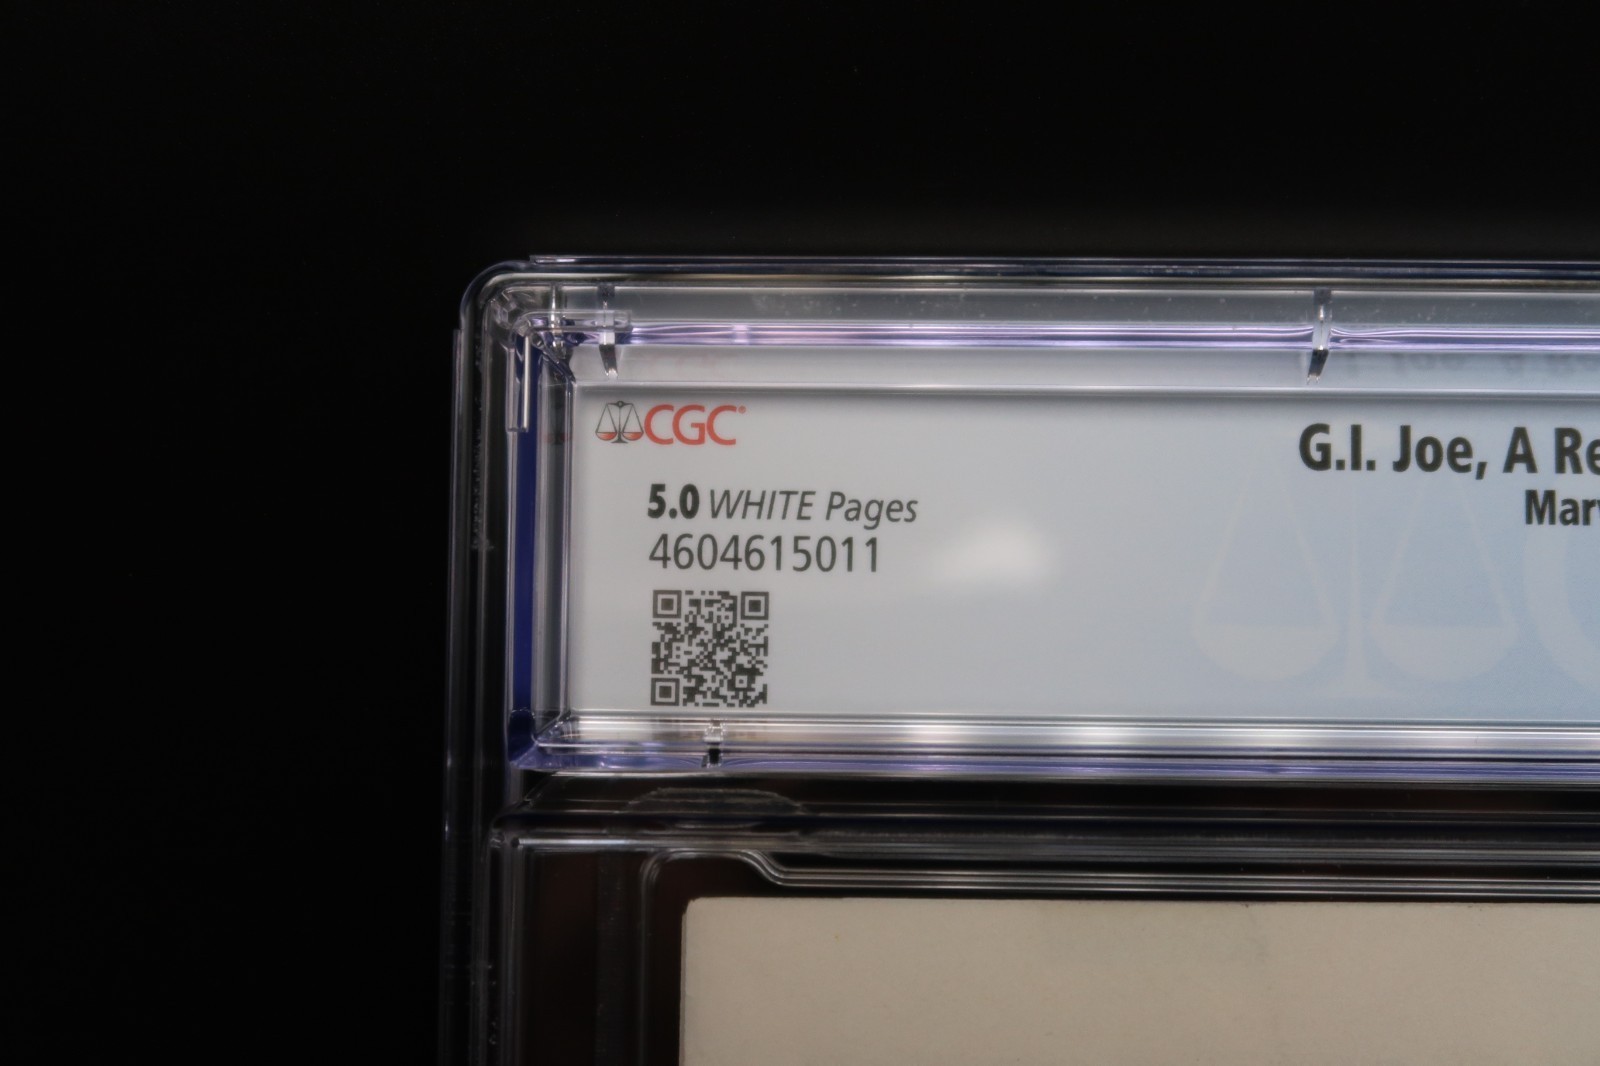 CGC
G.I. Joe, A Re
Marv
5.0 WHITE Pages
4604615011